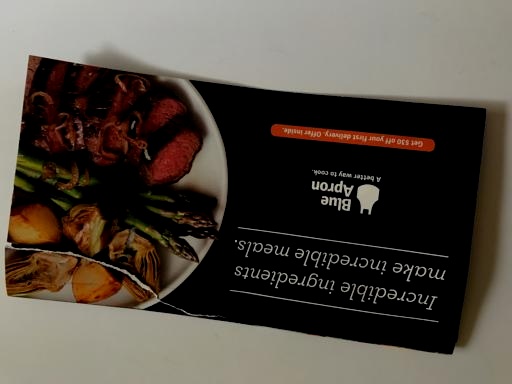 Incredible ingredients
make incredible meals.
Blue
Apron
A better way to cook.
Get $30 off your first delivery. Offer inside.